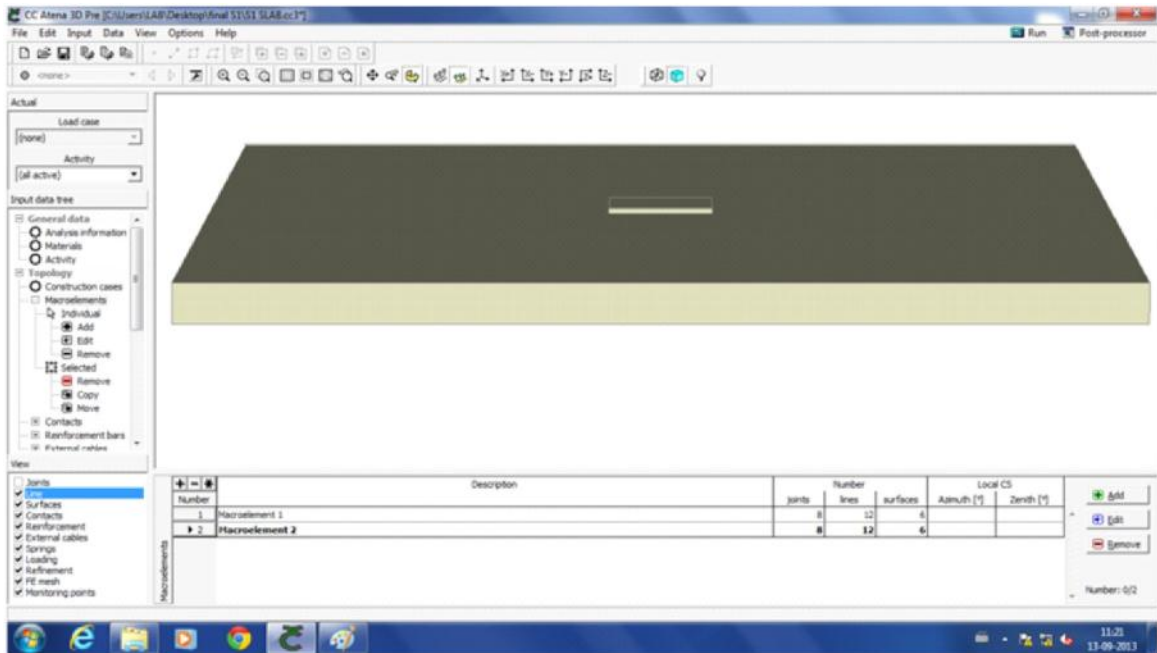 CC Atena 3D Pre [C:\Users\LAB\Desktop\final S1\S1 SLAB.cc3*]
File Edit Input Data View Options Help
Run Post-processor
<none>
Actual
Load case
(none)
Activity
(all active)
Input data tree
General data
Analysis information
Materials
Activity
Topology
Construction cases
Macroelements
Individual
Add
Edit
Remove
Selected
Remove
Copy
Move
Contacts
Reinforcement bars
External cables
View
Joints
Line
Surfaces
Contacts
Reinforcement
External cables
Springs
Loading
Refinement
FE mesh
Monitoring points
Macroelements
Number Description Number Local CS
joints lines surfaces Azimuth [°] Zenith [°]
1 Macroelement 1 8 12 6
2 Macroelement 2 8 12 6
Add
Edit
Remove
Number: 0/2
11:21
13-09-2013